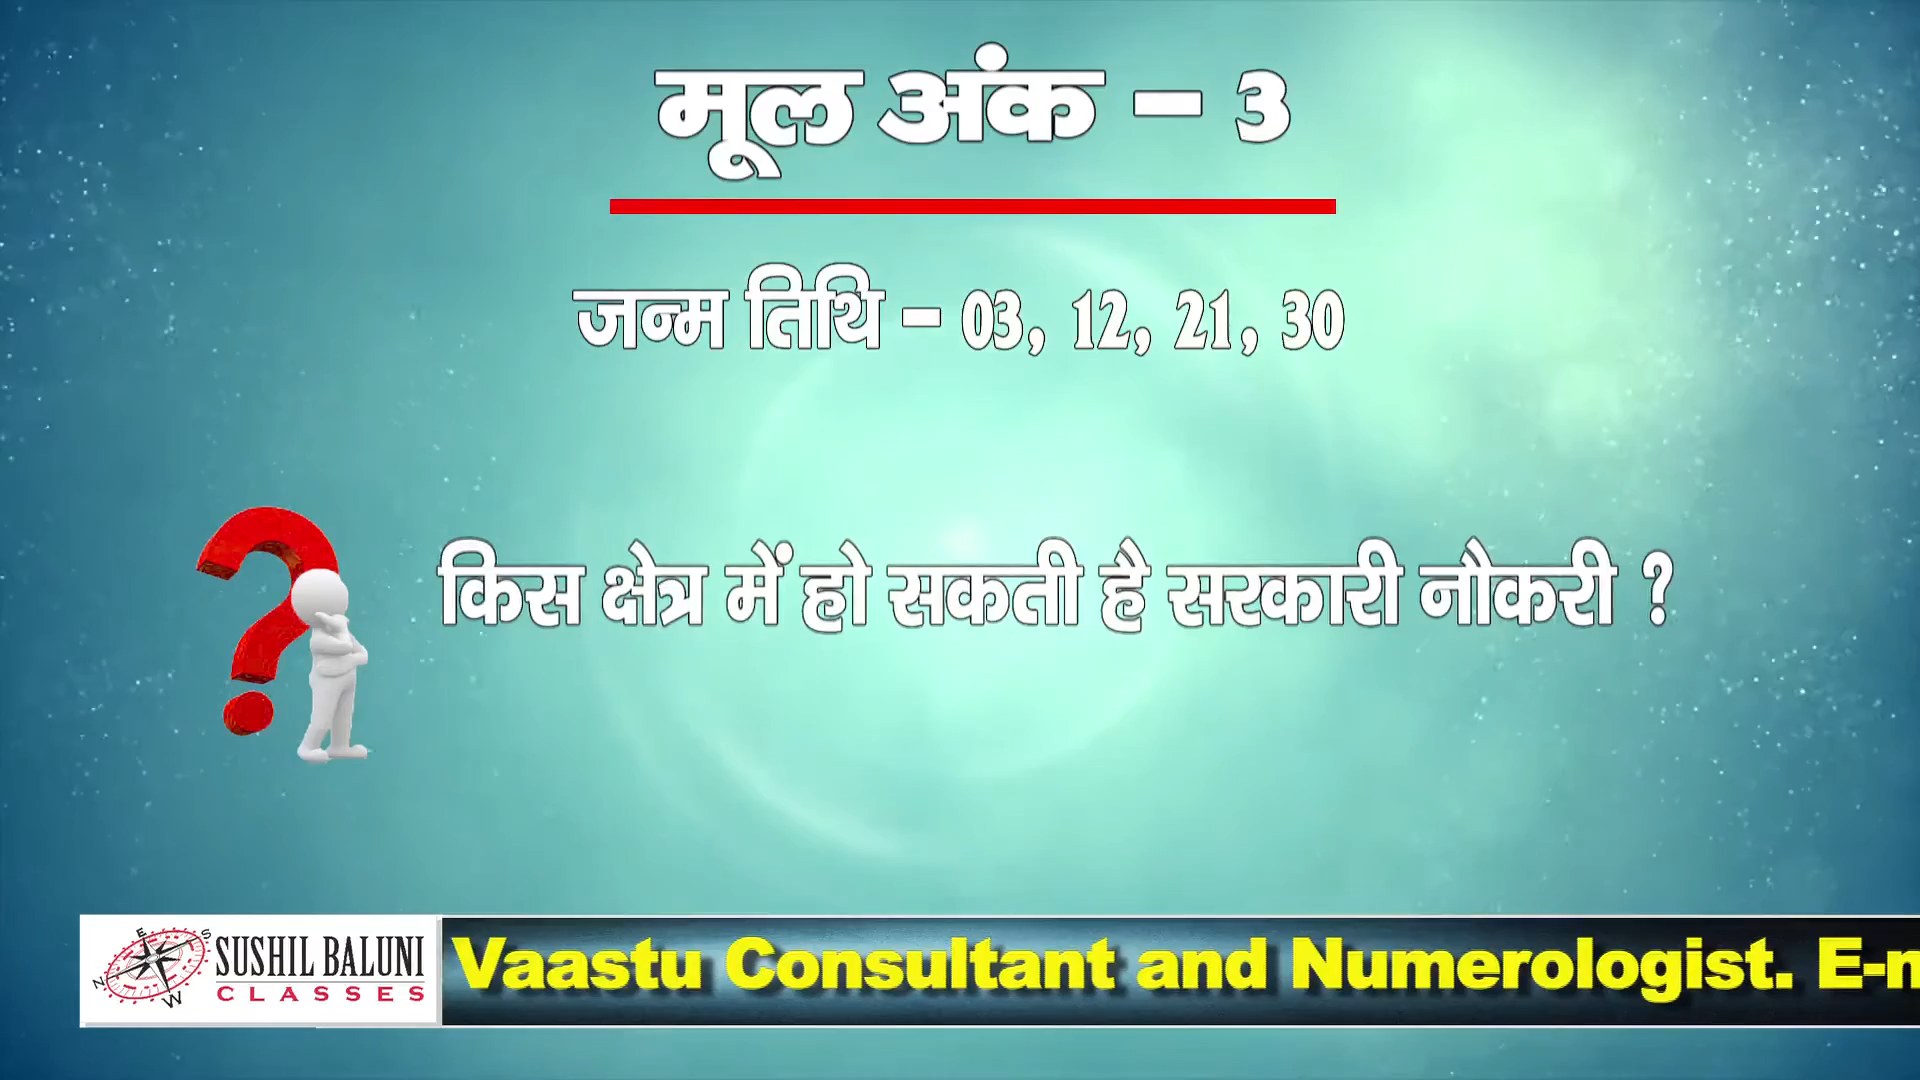 मूल अंक – 3
जन्म तिथि – 03, 12, 21, 30
किस क्षेत्र में हो सकती है सरकारी नौकरी ?
N E S W
SUSHIL BALUNI
CLASSES
Vaastu Consultant and Numerologist. E-